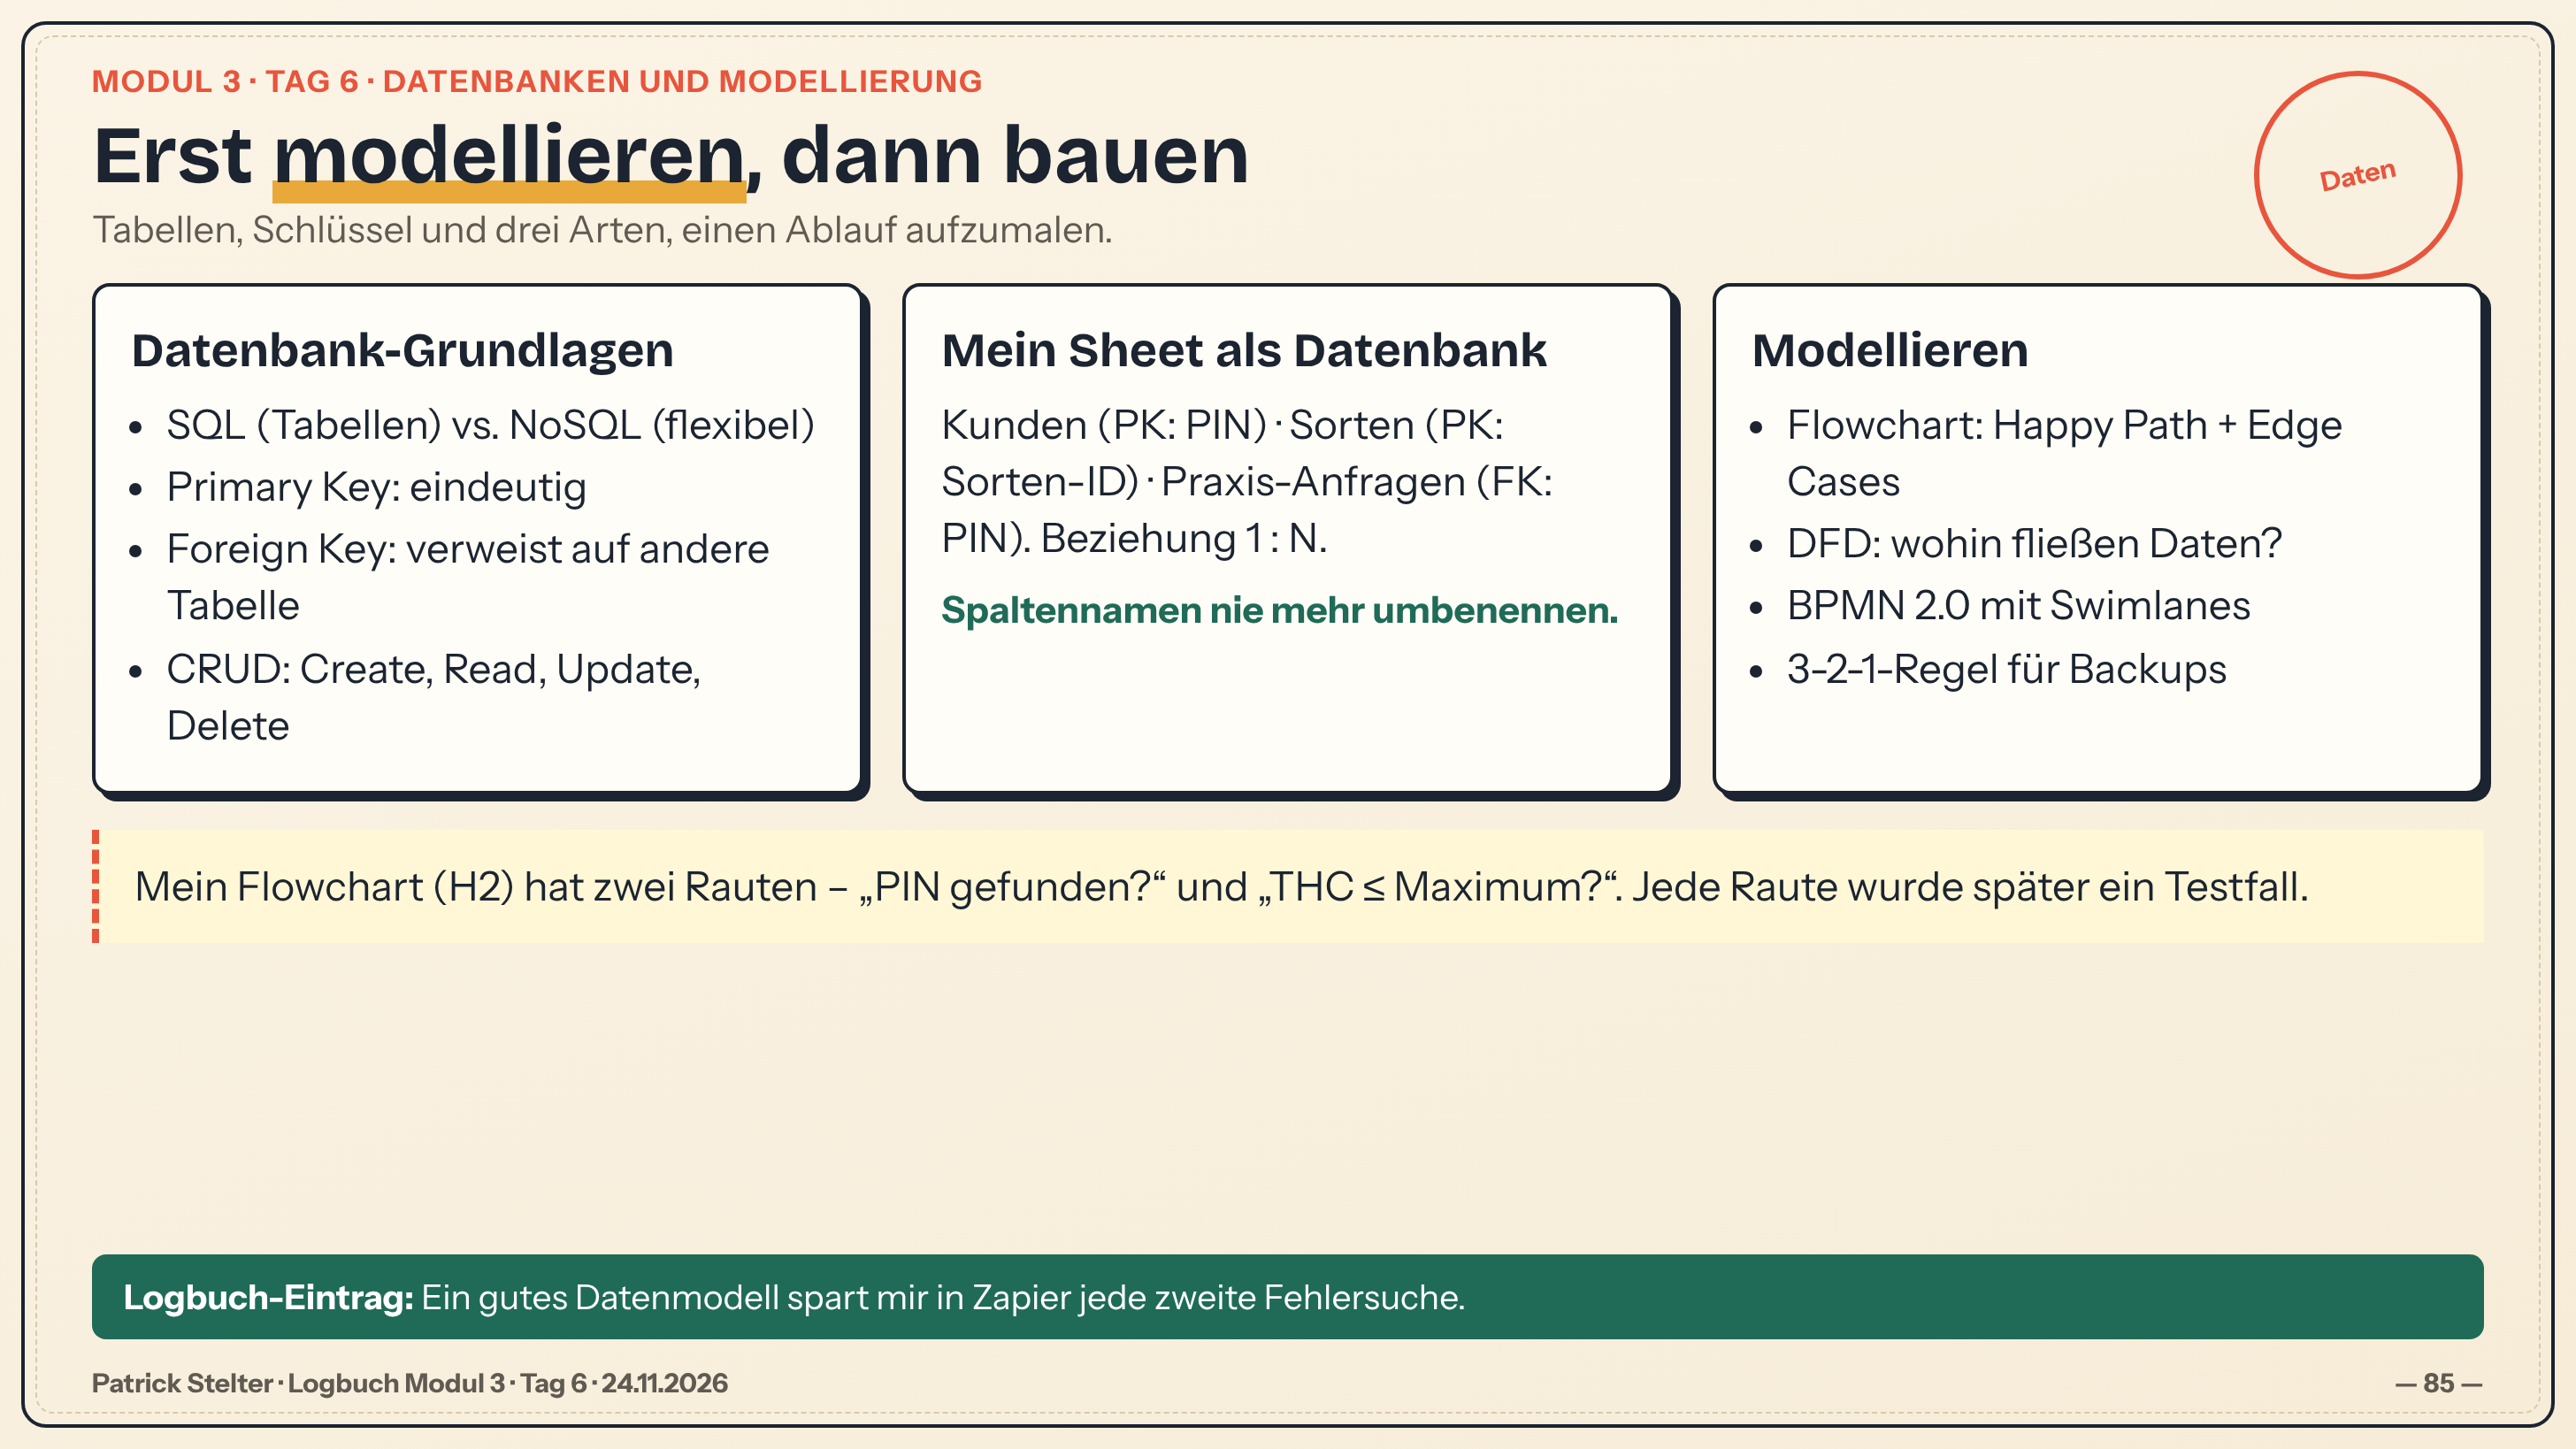 MODUL 3 · TAG 6 · DATENBANKEN UND MODELLIERUNG
Erst modellieren, dann bauen
Tabellen, Schlüssel und drei Arten, einen Ablauf aufzumalen.
Daten
Datenbank-Grundlagen
• SQL (Tabellen) vs. NoSQL (flexibel)
• Primary Key: eindeutig
• Foreign Key: verweist auf andere
Tabelle
• CRUD: Create, Read, Update,
Delete
Mein Sheet als Datenbank
Kunden (PK: PIN) · Sorten (PK:
Sorten-ID) · Praxis-Anfragen (FK:
PIN). Beziehung 1 : N.
Spaltennamen nie mehr umbenennen.
Modellieren
• Flowchart: Happy Path + Edge
Cases
• DFD: wohin fließen Daten?
• BPMN 2.0 mit Swimlanes
• 3-2-1-Regel für Backups
Mein Flowchart (H2) hat zwei Rauten – „PIN gefunden?“ und „THC ≤ Maximum?“. Jede Raute wurde später ein Testfall.
Logbuch-Eintrag: Ein gutes Datenmodell spart mir in Zapier jede zweite Fehlersuche.
Patrick Stelter · Logbuch Modul 3 · Tag 6 · 24.11.2026
— 85 —